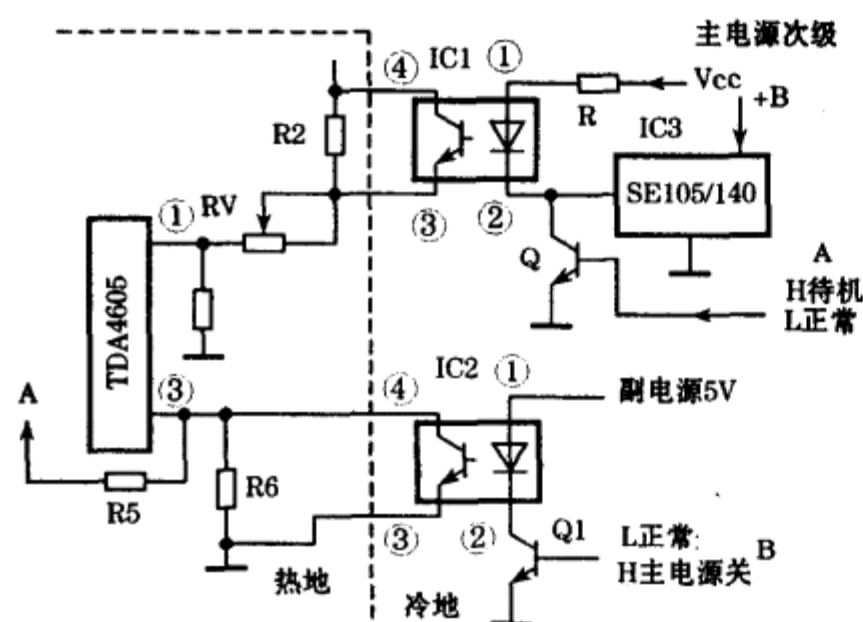 主电源次级
④ IC1 ①
Vcc
+B
R2
R
IC3
SE105/140
① RV
③ ②
Q
A
H待机
L正常
TDA4605
IC2 ①
③ ④
副电源5V
A
R5
R6
③ ② Q1
L正常:
H主电源关
B
热地
冷地